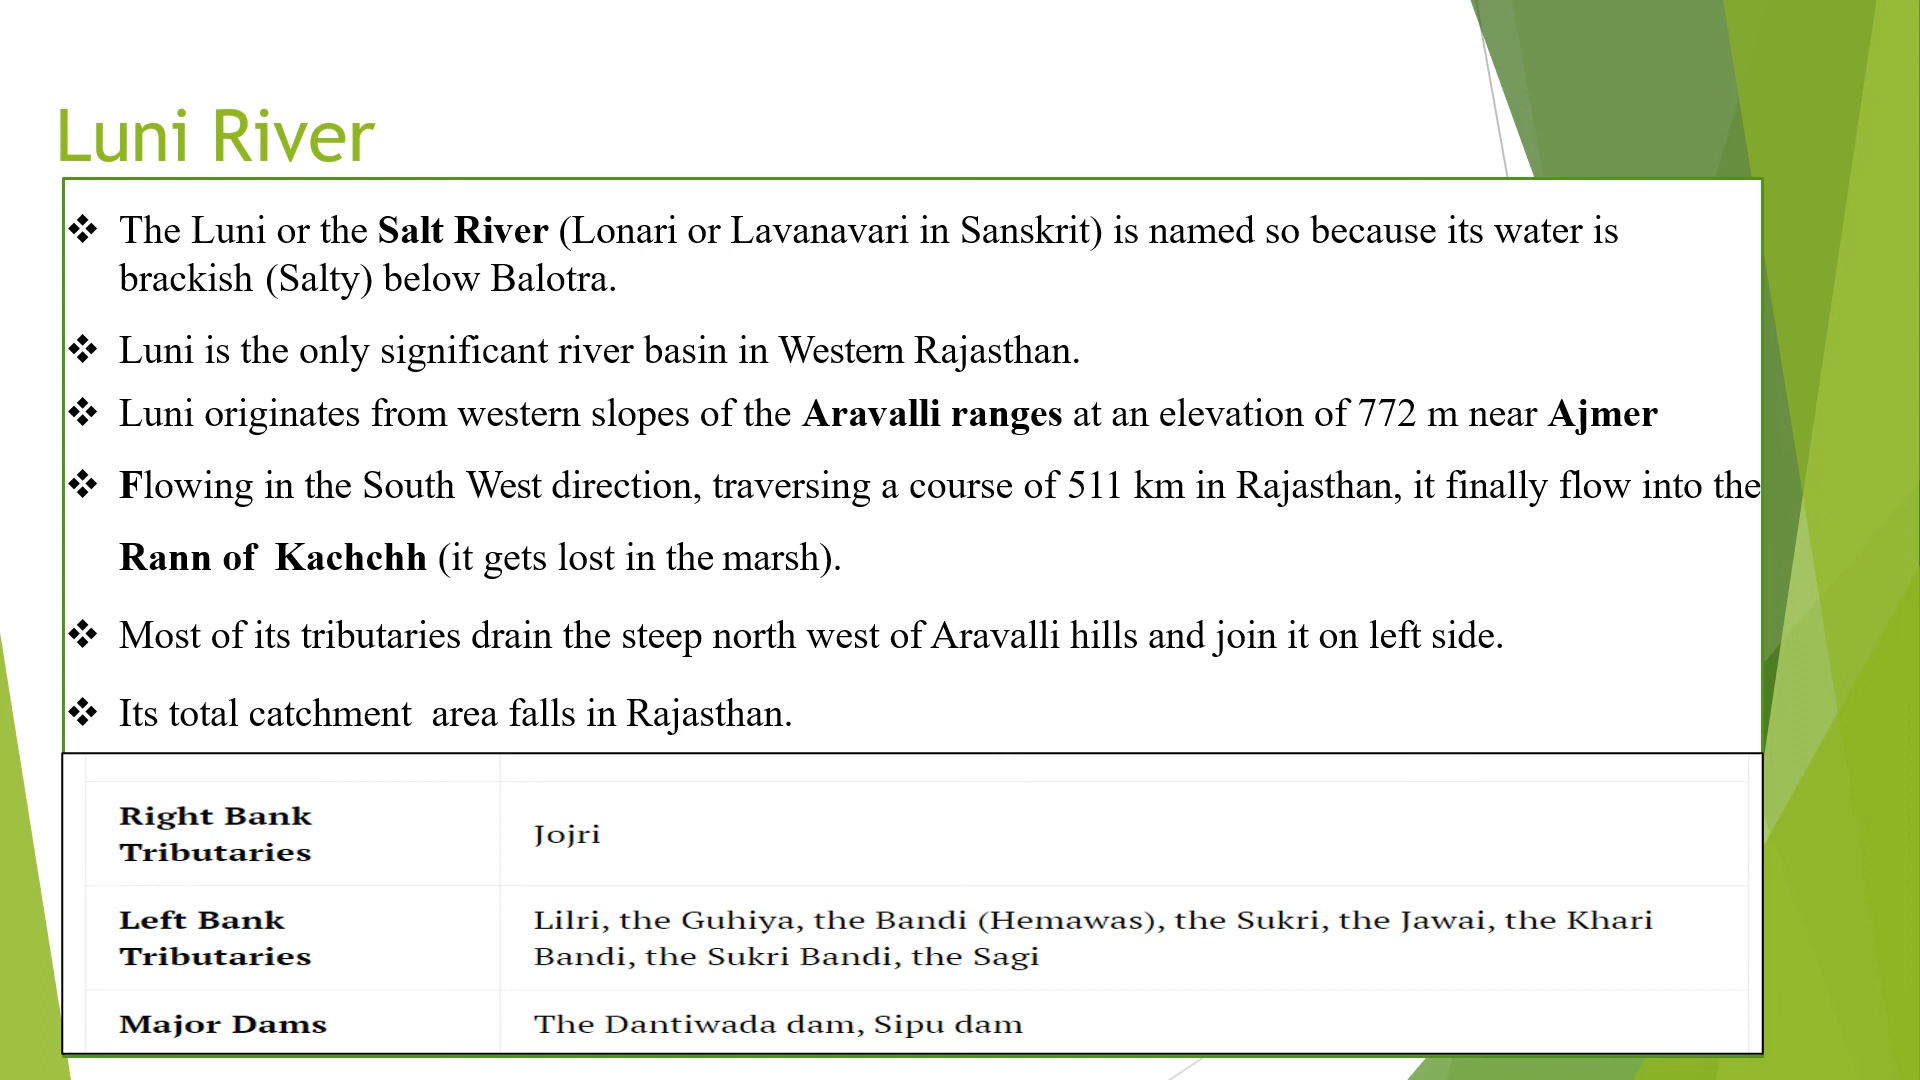 Luni River
❖ The Luni or the Salt River (Lonari or Lavanavari in Sanskrit) is named so because its water is
brackish (Salty) below Balotra.
❖ Luni is the only significant river basin in Western Rajasthan.
❖ Luni originates from western slopes of the Aravalli ranges at an elevation of 772 m near Ajmer
❖ Flowing in the South West direction, traversing a course of 511 km in Rajasthan, it finally flow into the
Rann of Kachchh (it gets lost in the marsh).
❖ Most of its tributaries drain the steep north west of Aravalli hills and join it on left side.
❖ Its total catchment area falls in Rajasthan.
Right Bank
Tributaries
Jojri
Left Bank
Tributaries
Lilri, the Guhiya, the Bandi (Hemawas), the Sukri, the Jawai, the Khari
Bandi, the Sukri Bandi, the Sagi
Major Dams
The Dantiwada dam, Sipu dam